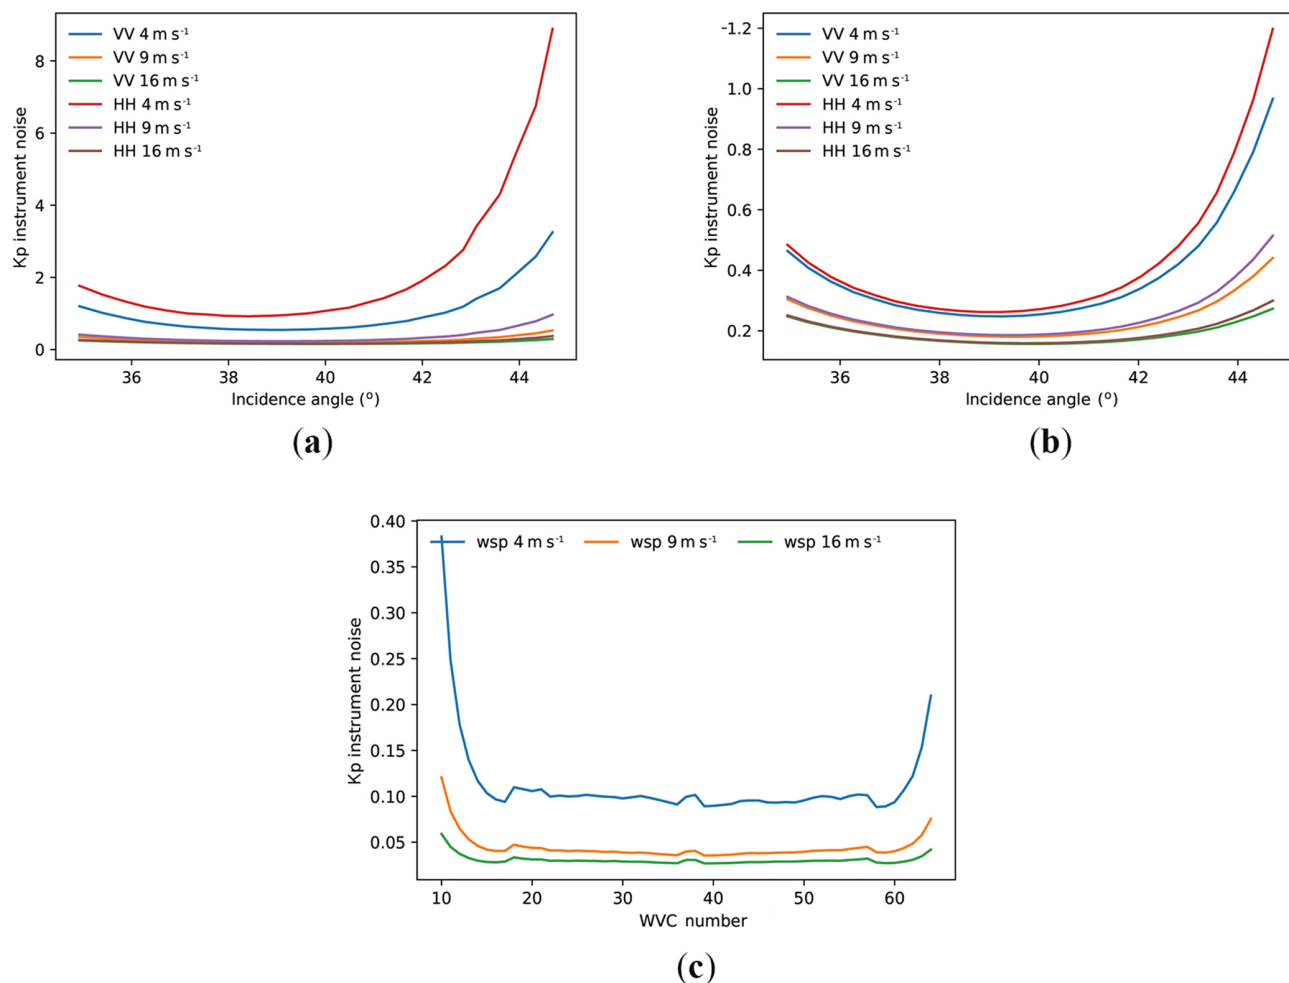 VV 4 m s⁻¹
VV 9 m s⁻¹
VV 16 m s⁻¹
HH 4 m s⁻¹
HH 9 m s⁻¹
HH 16 m s⁻¹
Kp instrument noise
8
6
4
2
0
36 38 40 42 44
Incidence angle (º)
(a)
VV 4 m s⁻¹
VV 9 m s⁻¹
VV 16 m s⁻¹
HH 4 m s⁻¹
HH 9 m s⁻¹
HH 16 m s⁻¹
Kp instrument noise
-1.2
1.0
0.8
0.6
0.4
0.2
36 38 40 42 44
Incidence angle (º)
(b)
wsp 4 m s⁻¹ wsp 9 m s⁻¹ wsp 16 m s⁻¹
Kp instrument noise
0.40
0.35
0.30
0.25
0.20
0.15
0.10
0.05
10 20 30 40 50 60
WVC number
(c)